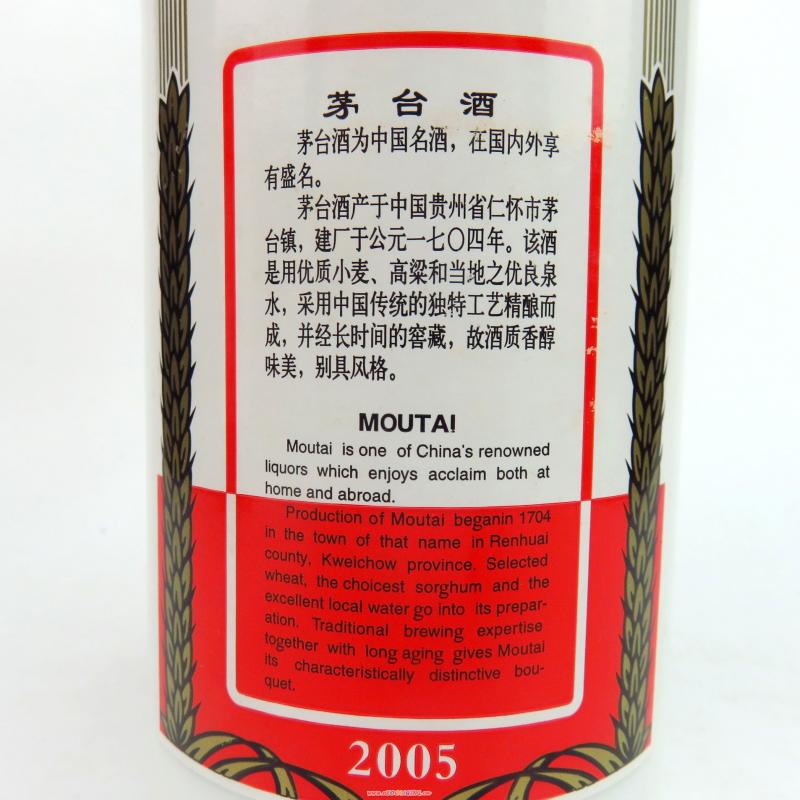 茅台酒
茅台酒为中国名酒，在国内外享
有盛名。
茅台酒产于中国贵州省仁怀市茅
台镇，建厂于公元一七〇四年。该酒
是用优质小麦、高粱和当地之优良泉
水，采用中国传统的独特工艺精酿而
成，并经长时间的窖藏，故酒质香醇
味美，别具风格。
MOUTAI
Moutai is one of China's renowned
liquors which enjoys acclaim both at
home and abroad.
Production of Moutai beganin 1704
in the town of that name in Renhuai
county, Kweichow province. Selected
wheat, the choicest sorghum and the
excellent local water go into its prepar-
ation. Traditional brewing expertise
together with long aging gives Moutai
its characteristically distinctive bou-
quet.
2005